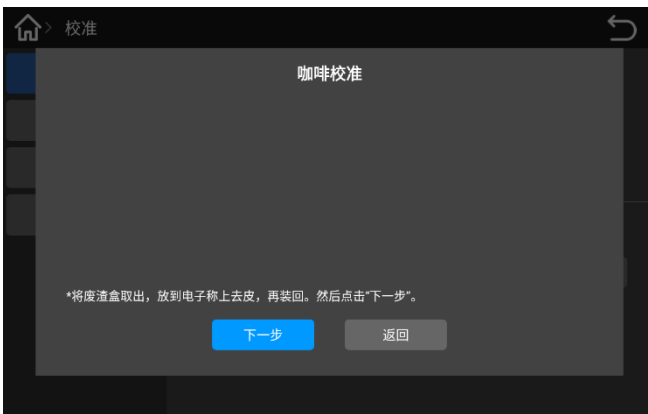 校准
咖啡校准
*将废渣盒取出，放到电子称上去皮，再装回。然后点击“下一步”。
下一步
返回